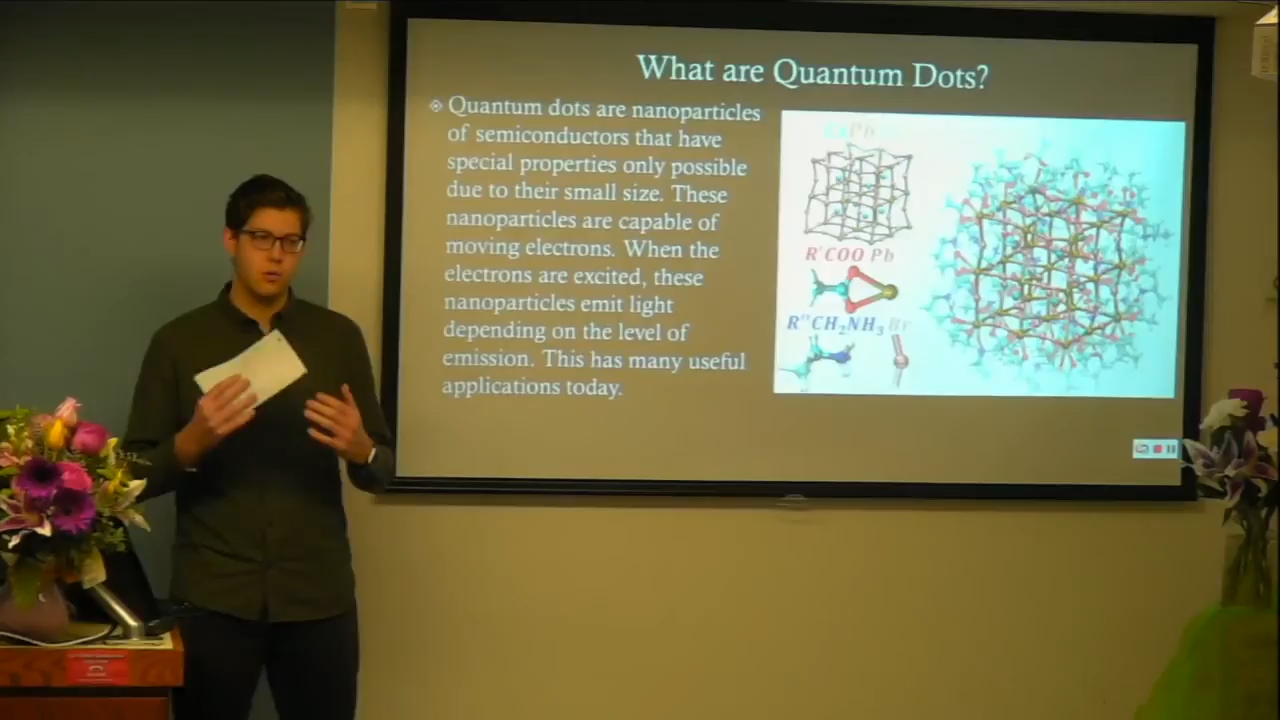 What are Quantum Dots?
Quantum dots are nanoparticles
of semiconductors that have
special properties only possible
due to their small size. These
nanoparticles are capable of
moving electrons. When the
electrons are excited, these
nanoparticles emit light
depending on the level of
emission. This has many useful
applications today.
CsPb
R'COO Pb
R"CH₂NH₃ Br